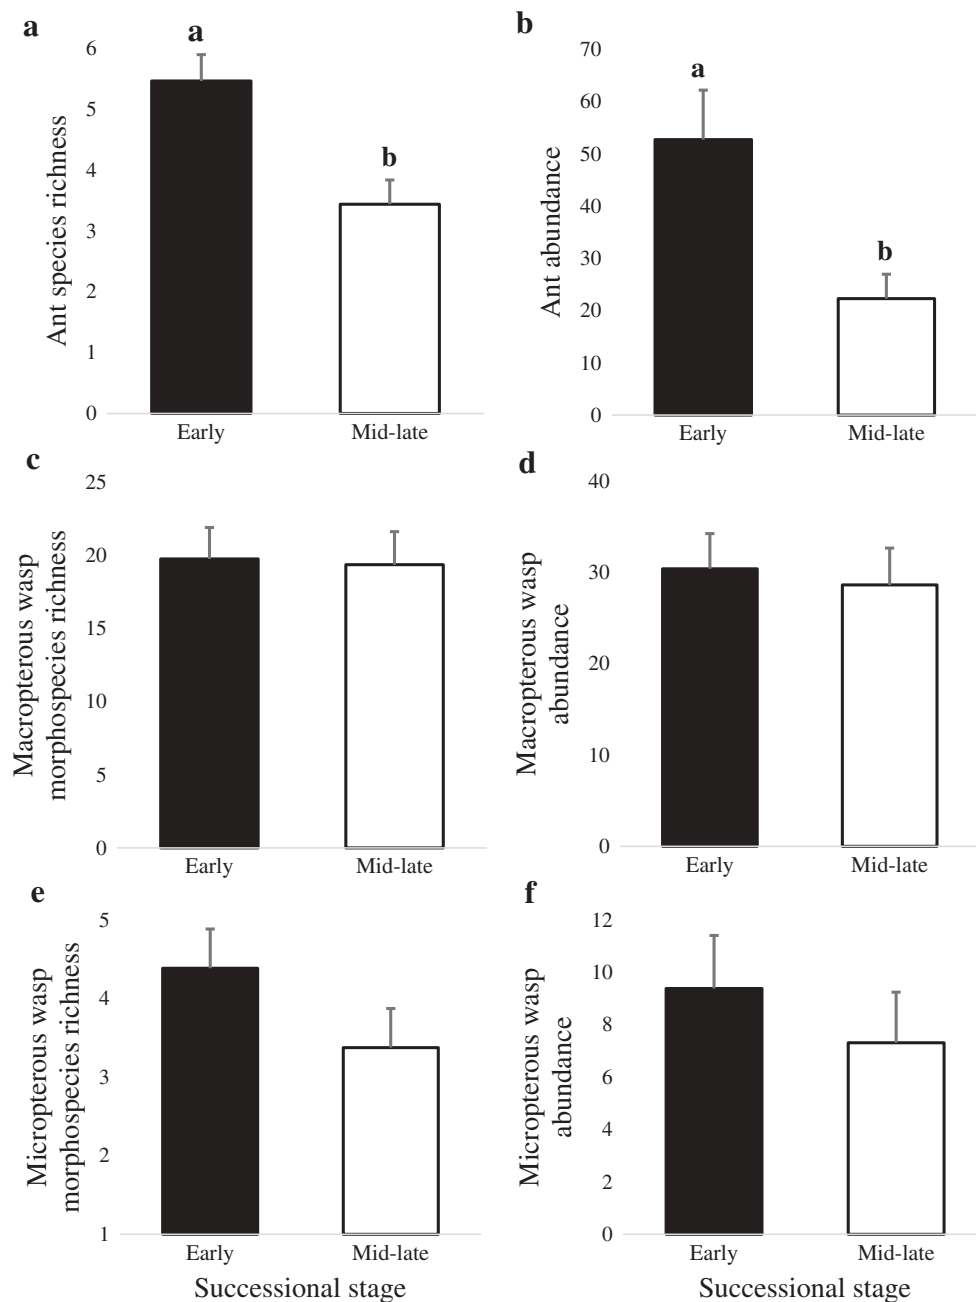 a
a
b
6
5
4
3
2
1
0
Ant species richness
Early
Mid-late
b
a
b
70
60
50
40
30
20
10
0
Ant abundance
Early
Mid-late
c
25
20
15
10
5
0
Macropterous wasp
morphospecies richness
Early
Mid-late
d
40
30
20
10
0
Macropterous wasp
abundance
Early
Mid-late
e
5
4
3
2
1
Micropterous wasp
morphospecies richness
Early
Mid-late
Successional stage
f
12
10
8
6
4
2
0
Micropterous wasp
abundance
Early
Mid-late
Successional stage